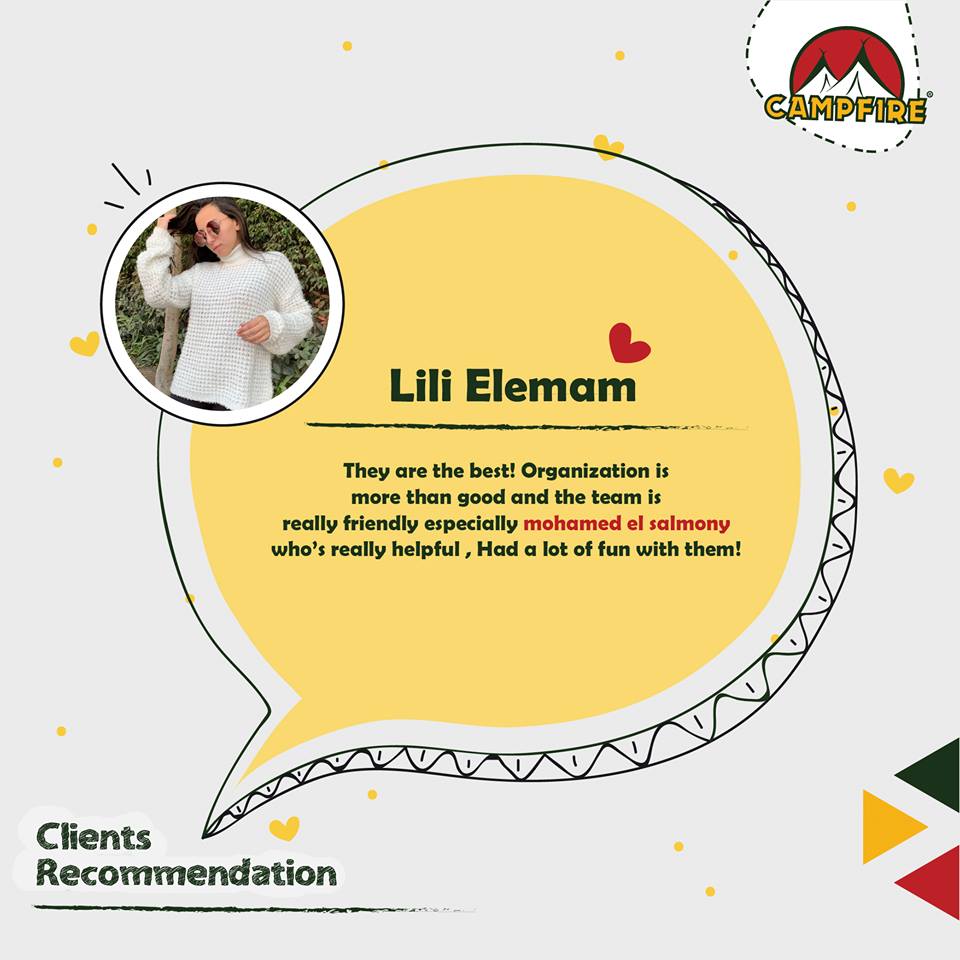 CAMPFIRE®
Lili Elemam
They are the best! Organization is
more than good and the team is
really friendly especially mohamed el salmony
who's really helpful , Had a lot of fun with them!
Clients
Recommendation